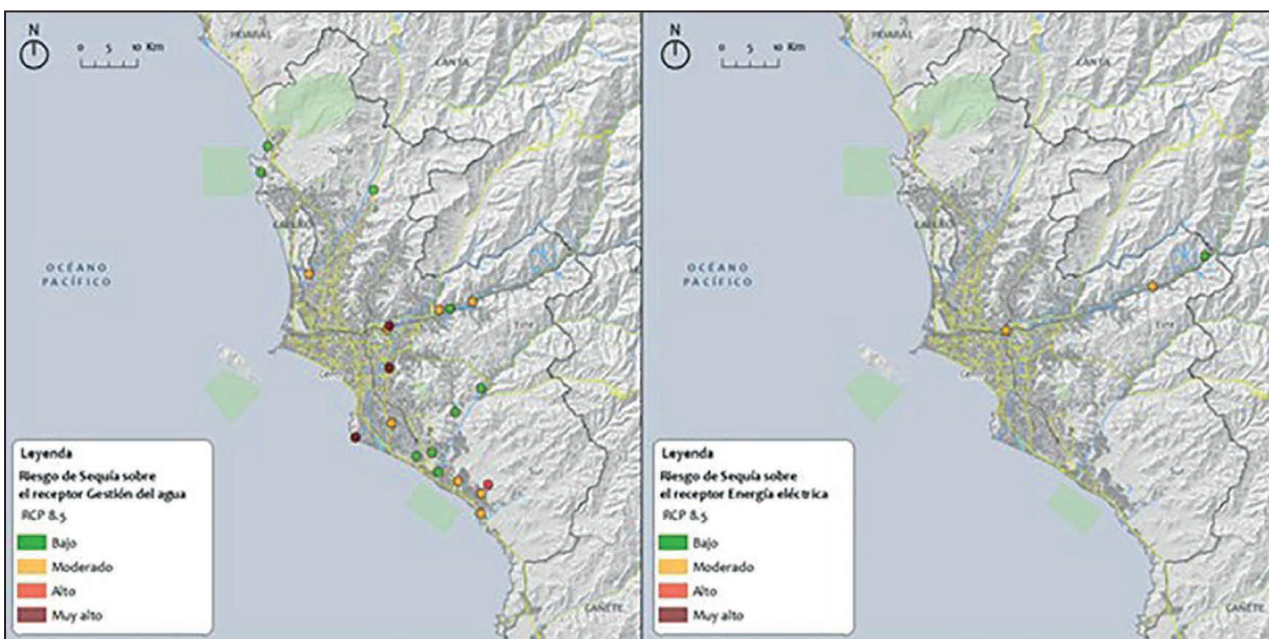 N
0 5 10 Km
HUARAL
CANTA
CALLAO
OCÉANO
PACÍFICO
CAÑETE
Leyenda
Riesgo de Sequía sobre
el receptor Gestión del agua
RCP 8.5
Bajo
Moderado
Alto
Muy alto
N
0 5 10 Km
HUARAL
CANTA
CALLAO
OCÉANO
PACÍFICO
CAÑETE
Leyenda
Riesgo de Sequía sobre
el receptor Energía eléctrica
RCP 8.5
Bajo
Moderado
Alto
Muy alto